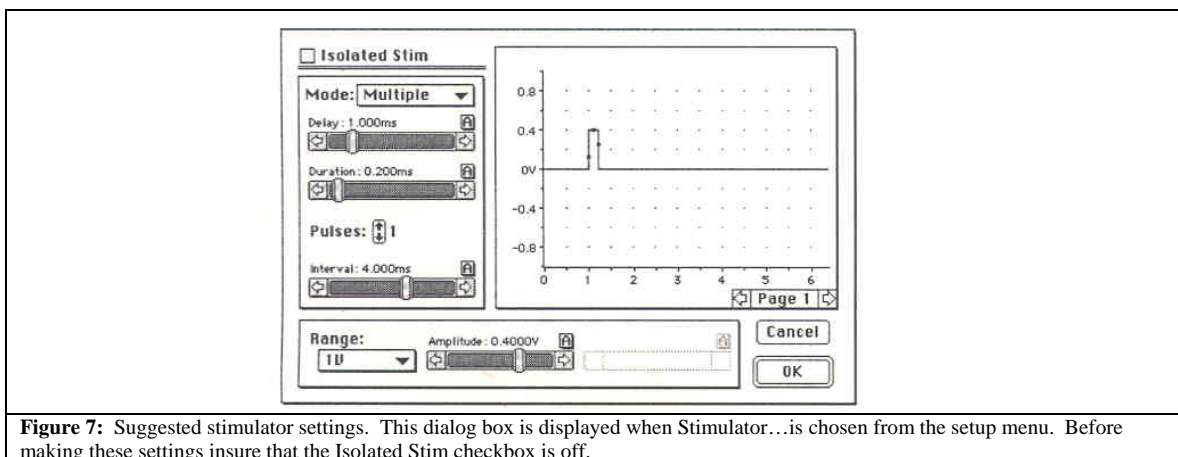 Isolated Stim
Mode: Multiple
Delay: 1.000ms
Duration: 0.200ms
Pulses: 1
Interval: 4.000ms
0.8
0.4
0V
-0.4
-0.8
0 1 2 3 4 5 6
Page 1
Range:
1V
Amplitude: 0.4000V
Cancel
OK
Figure 7: Suggested stimulator settings. This dialog box is displayed when Stimulator…is chosen from the setup menu. Before
making these settings insure that the Isolated Stim checkbox is off.